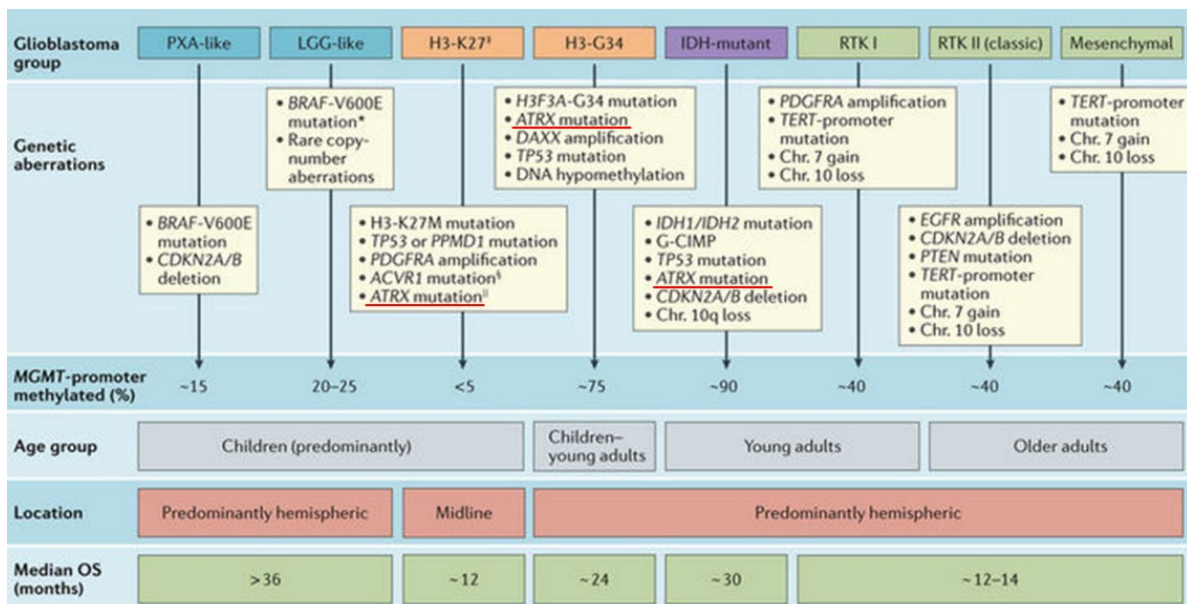 Glioblastoma group
PXA-like
LGG-like
H3-K27‡
H3-G34
IDH-mutant
RTK I
RTK II (classic)
Mesenchymal
Genetic aberrations
• BRAF-V600E
mutation
• CDKN2A/B
deletion
• BRAF-V600E
mutation*
• Rare copy-
number
aberrations
• H3-K27M mutation
• TP53 or PPMD1 mutation
• PDGFRA amplification
• ACVR1 mutation§
• ATRX mutation||
• H3F3A-G34 mutation
• ATRX mutation
• DAXX amplification
• TP53 mutation
• DNA hypomethylation
• IDH1/IDH2 mutation
• G-CIMP
• TP53 mutation
• ATRX mutation
• CDKN2A/B deletion
• Chr. 10q loss
• PDGFRA amplification
• TERT-promoter
mutation
• Chr. 7 gain
• Chr. 10 loss
• EGFR amplification
• CDKN2A/B deletion
• PTEN mutation
• TERT-promoter
mutation
• Chr. 7 gain
• Chr. 10 loss
• TERT-promoter
mutation
• Chr. 7 gain
• Chr. 10 loss
MGMT-promoter
methylated (%)
~15
20–25
<5
~75
~90
~40
~40
~40
Age group
Children (predominantly)
Children–
young adults
Young adults
Older adults
Location
Predominantly hemispheric
Midline
Predominantly hemispheric
Median OS
(months)
>36
~12
~24
~30
~12–14